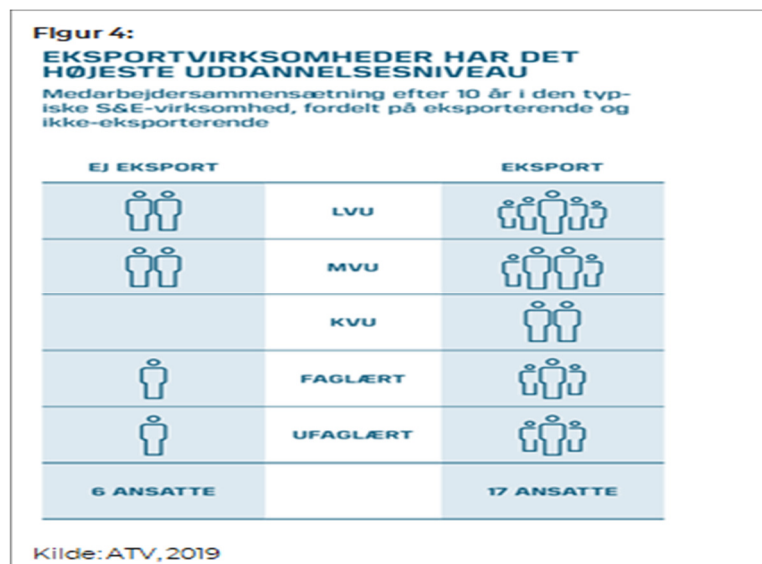 Figur 4:
EKSPORTVIRKSOMHEDER HAR DET
HØJESTE UDDANNELSESNIVEAU
Medarbejdersammensætning efter 10 år i den typ-
iske S&E-virksomhed, fordelt på eksporterende og
ikke-eksporterende
EJ EKSPORT EKSPORT
LVU
MVU
KVU
FAGLÆRT
UFAGLÆRT
6 ANSATTE 17 ANSATTE
Kilde: ATV, 2019